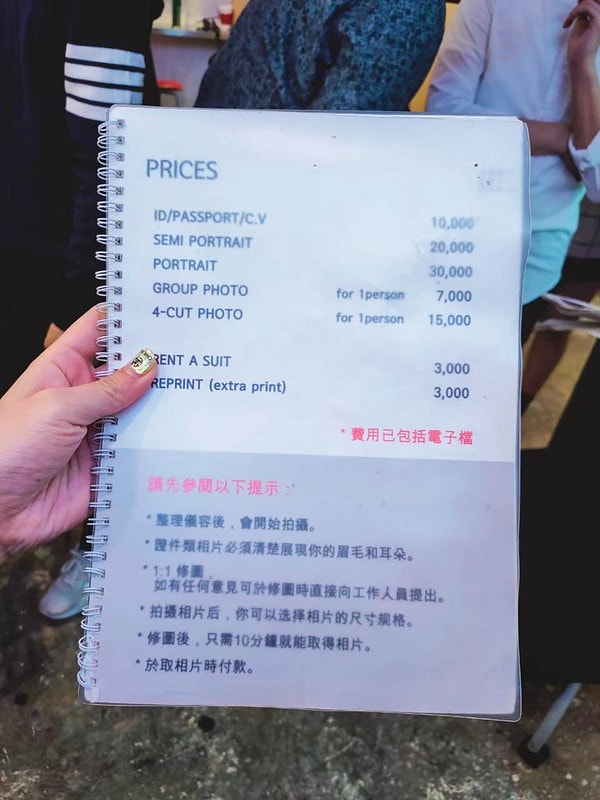 PRICES
ID/PASSPORT/C.V 10,000
SEMI PORTRAIT 20,000
PORTRAIT 30,000
GROUP PHOTO for 1person 7,000
4-CUT PHOTO for 1person 15,000
RENT A SUIT 3,000
REPRINT (extra print) 3,000
* 費用已包括電子檔
請先參閱以下提示 :
* 整理儀容後，會開始拍攝。
* 證件類相片必須清楚展現你的眉毛和耳朵。
* 1:1 修圖，
如有任何意見可於修圖時直接向工作人員提出。
* 拍摄相片后，你可以选择相片的尺寸规格。
* 修圖後，只需10分鐘就能取得相片。
* 於取相片時付款。